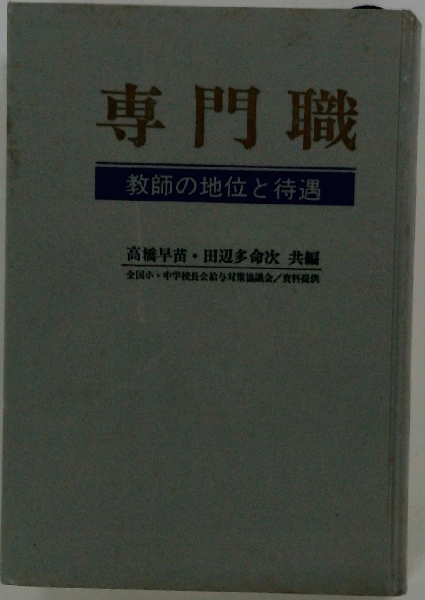 専門職
教師の地位と待遇
高橋早苗・田辺多命次 共編
全国小・中学校長会給与対策協議会／資料提供